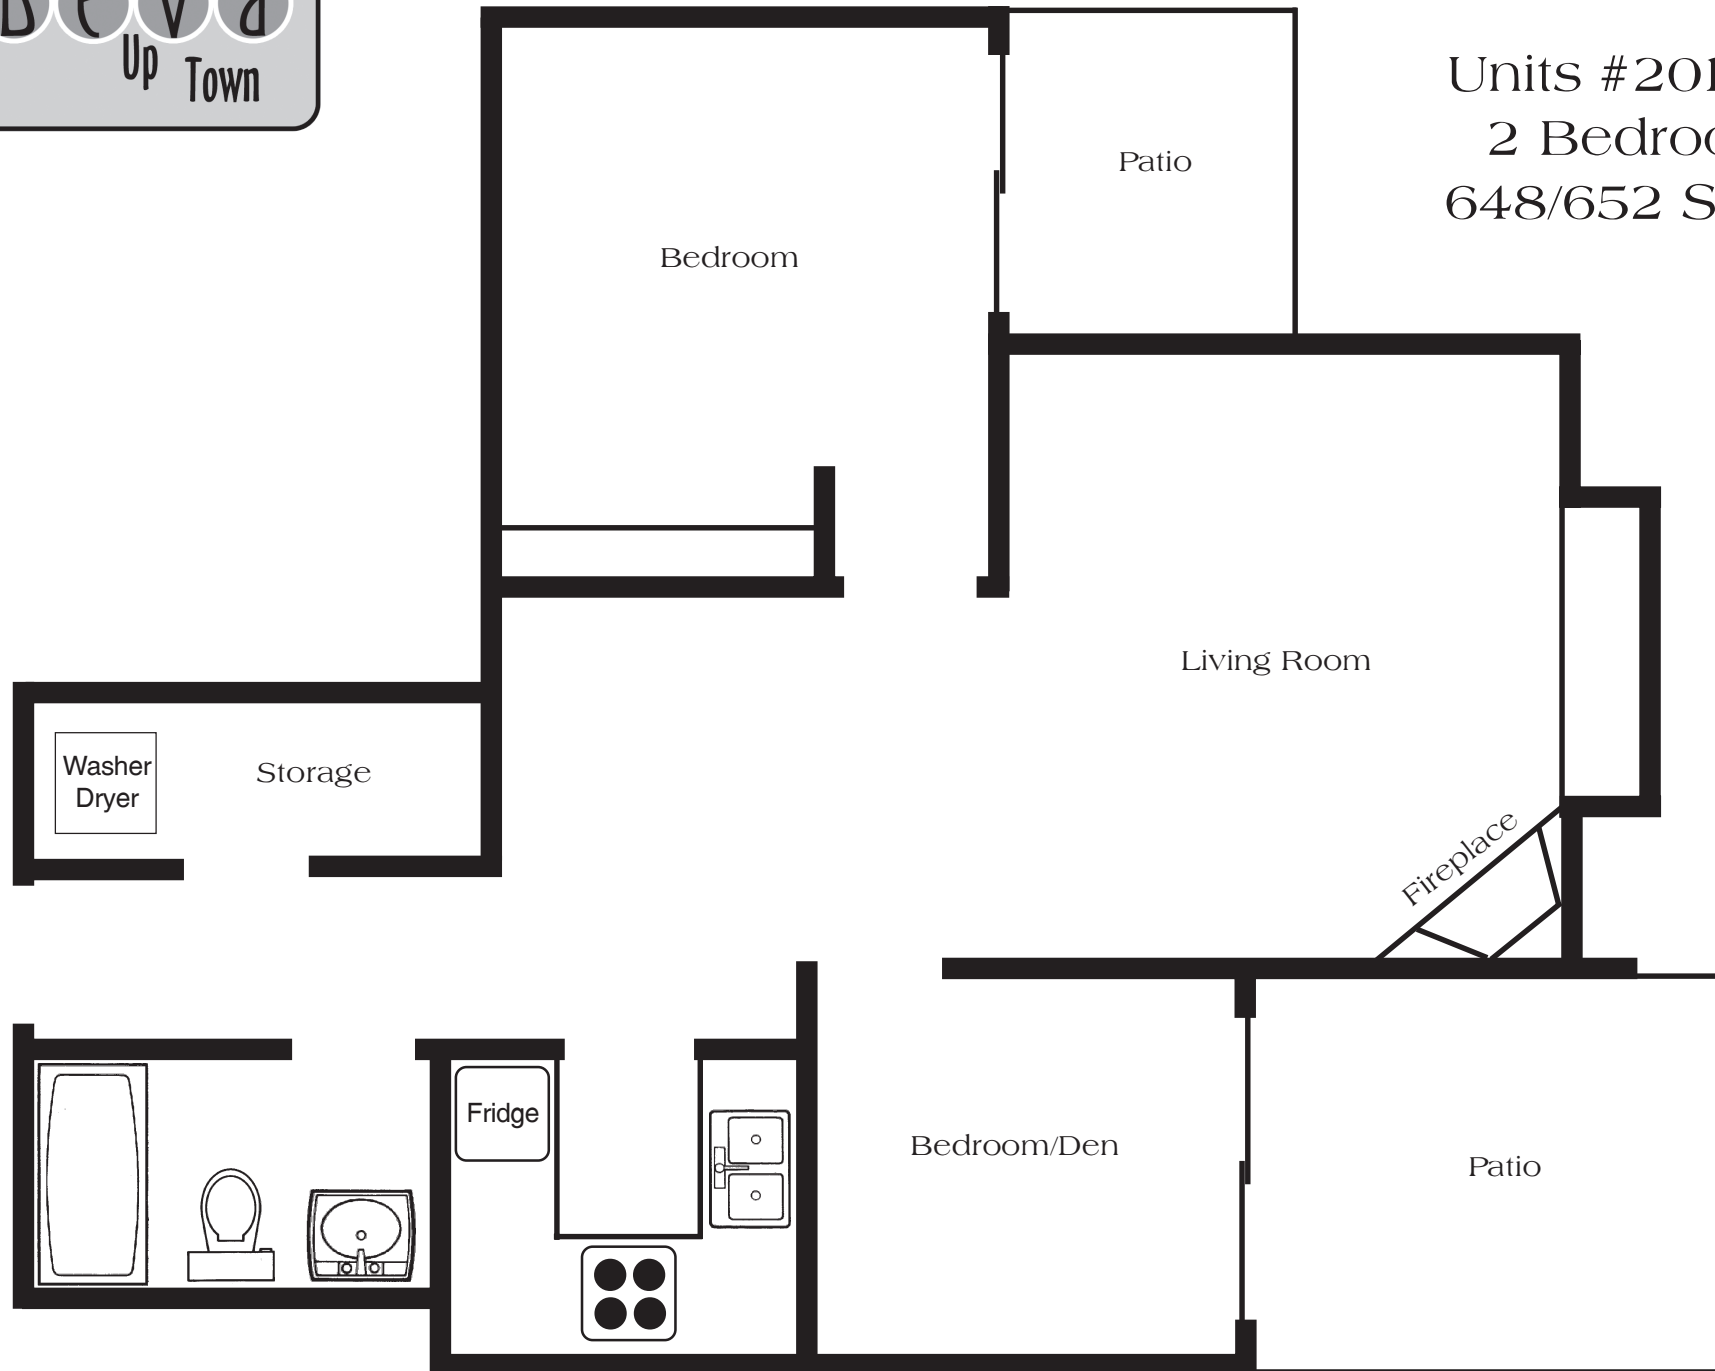 Up
Town
Units #201
2 Bedroo
648/652 S
Patio
Bedroom
Living Room
Washer
Dryer
Storage
Fireplace
Fridge
Bedroom/Den
Patio